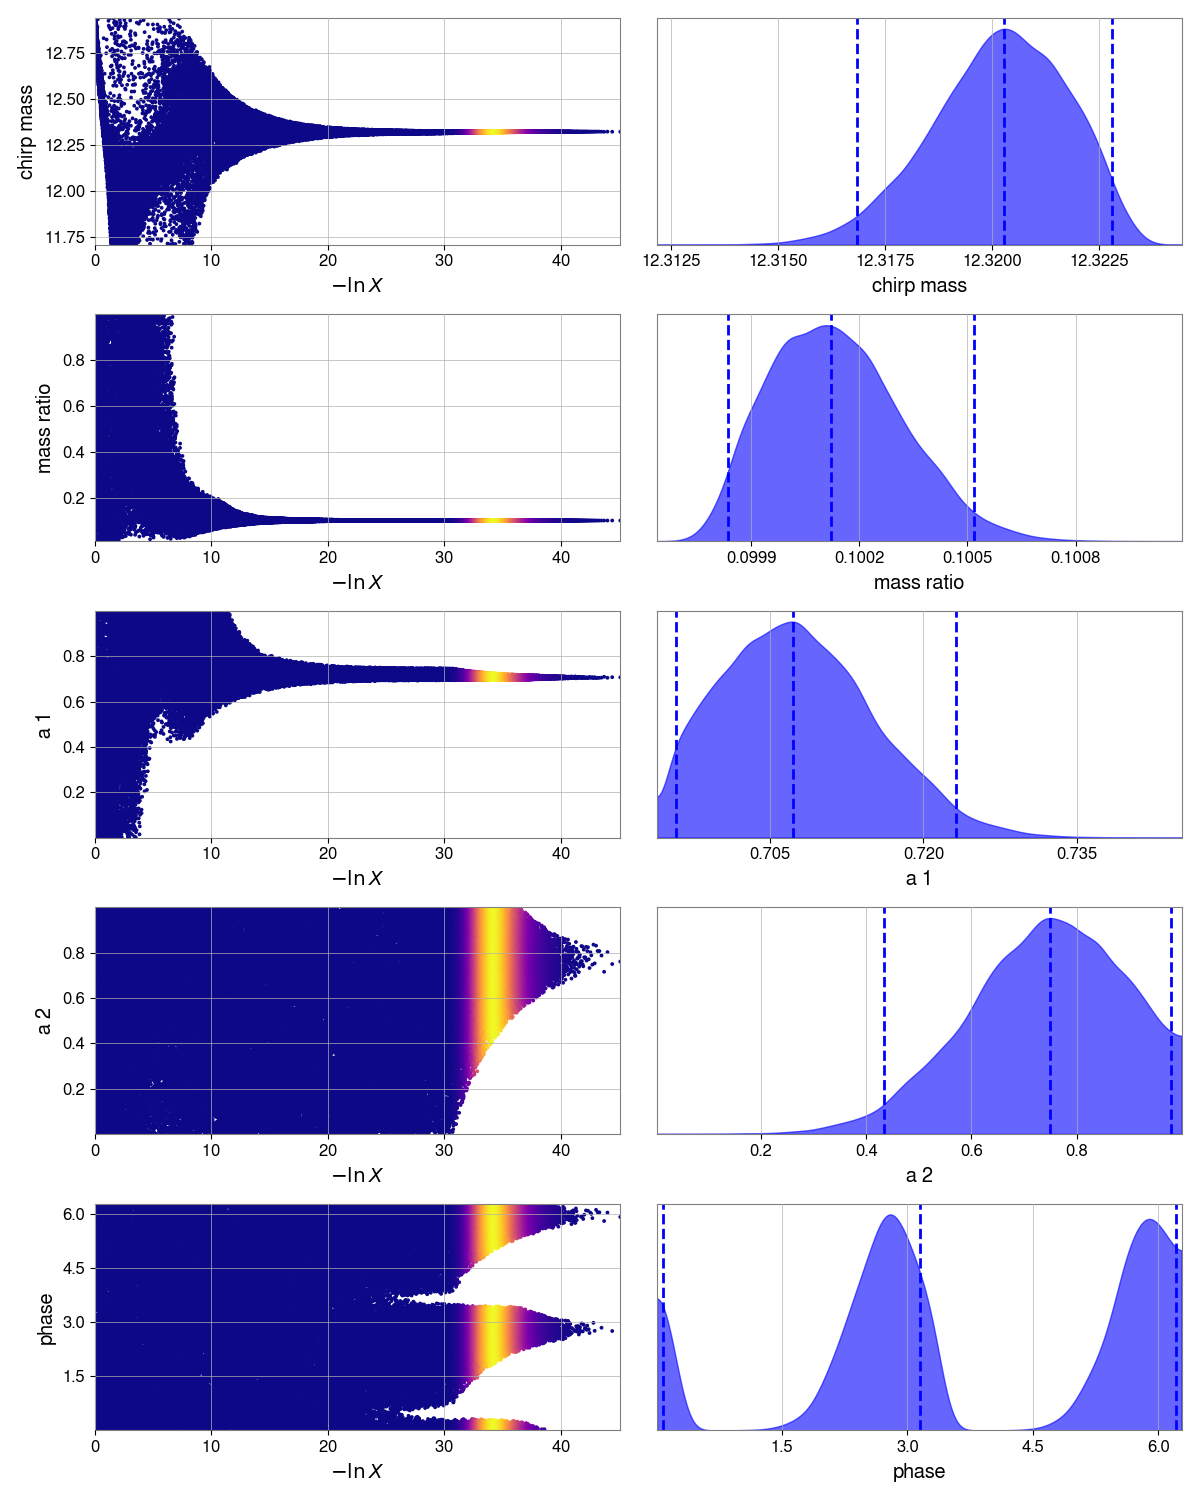 chirp mass
12.75
12.50
12.25
12.00
11.75
0 10 20 30 40
−ln X
12.3125 12.3150 12.3175 12.3200 12.3225
chirp mass
mass ratio
0.8
0.6
0.4
0.2
0 10 20 30 40
−ln X
0.0999 0.1002 0.1005 0.1008
mass ratio
a 1
0.8
0.6
0.4
0.2
0 10 20 30 40
−ln X
0.705 0.720 0.735
a 1
a 2
0.8
0.6
0.4
0.2
0 10 20 30 40
−ln X
0.2 0.4 0.6 0.8
a 2
phase
6.0
4.5
3.0
1.5
0 10 20 30 40
−ln X
1.5 3.0 4.5 6.0
phase